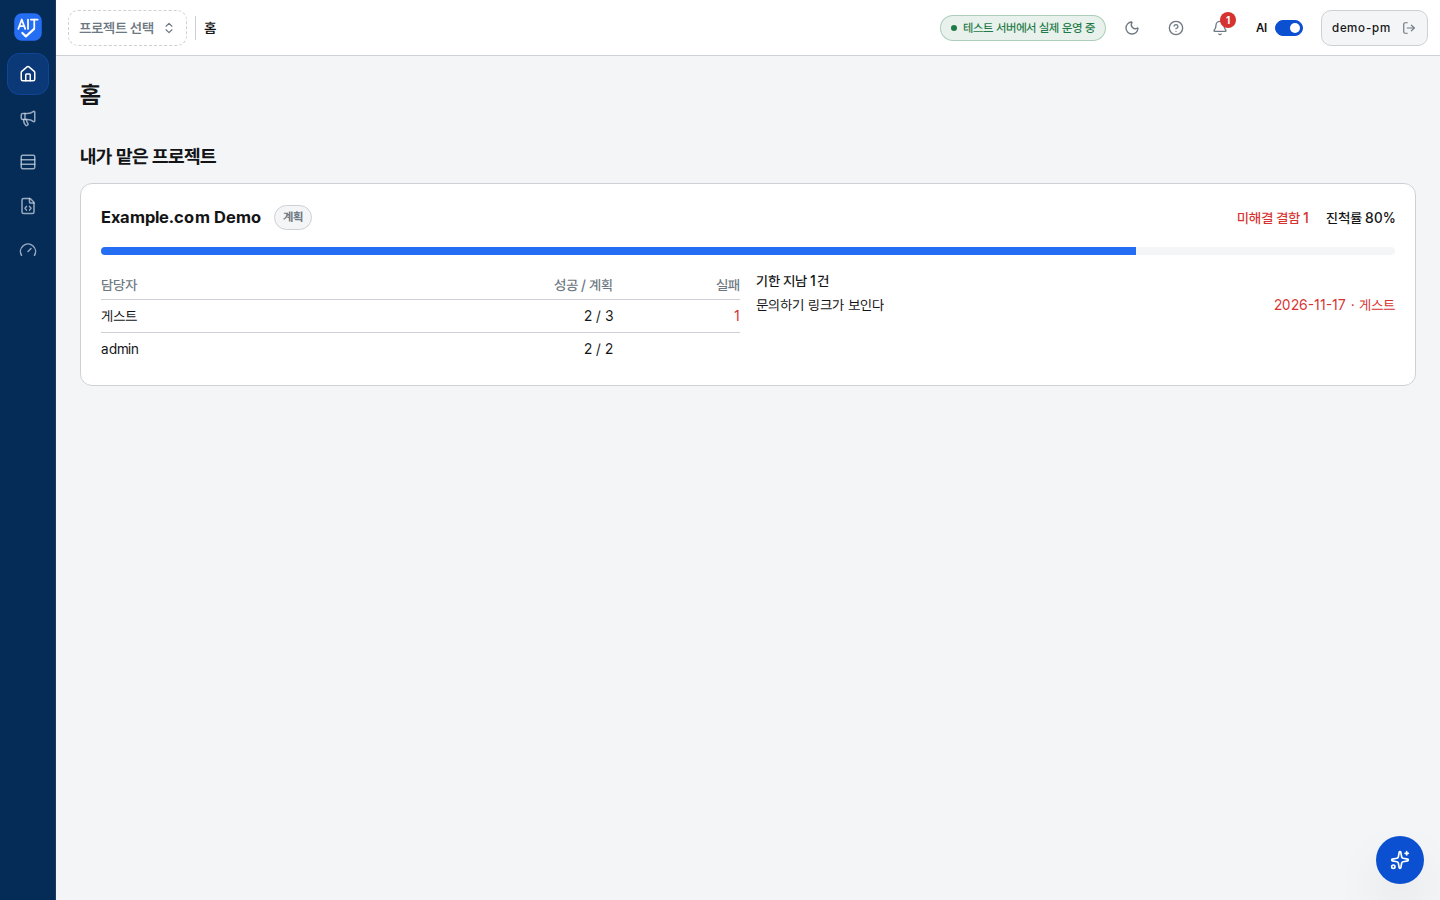 AIT
프로젝트 선택
홈
테스트 서버에서 실제 운영 중
1
AI
demo-pm
홈
내가 맡은 프로젝트
Example.com Demo
계획
미해결 결함 1
진척률 80%
담당자 성공 / 계획 실패
게스트 2 / 3 1
admin 2 / 2
기한 지남 1건
문의하기 링크가 보인다 2026-11-17 · 게스트